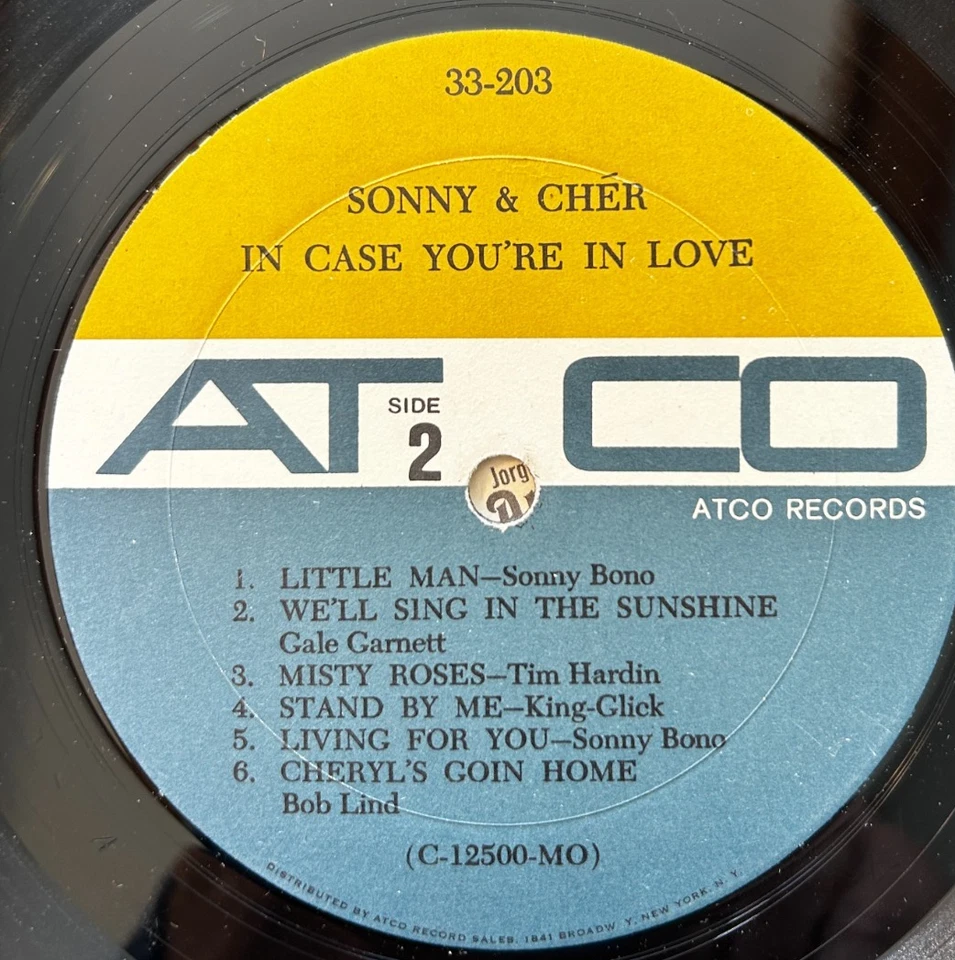 33-203
SONNY & CHÉR
IN CASE YOU'RE IN LOVE
AT CO
SIDE
2
Jorg
ATCO RECORDS
1. LITTLE MAN—Sonny Bono
2. WE'LL SING IN THE SUNSHINE
Gale Garnett
3. MISTY ROSES—Tim Hardin
4. STAND BY ME—King-Glick
5. LIVING FOR YOU—Sonny Bono
6. CHERYL'S GOIN HOME
Bob Lind
(C-12500-MO)
DISTRIBUTED BY ATCO RECORD SALES, 1841 BROADW Y, NEW YORK, N. Y.